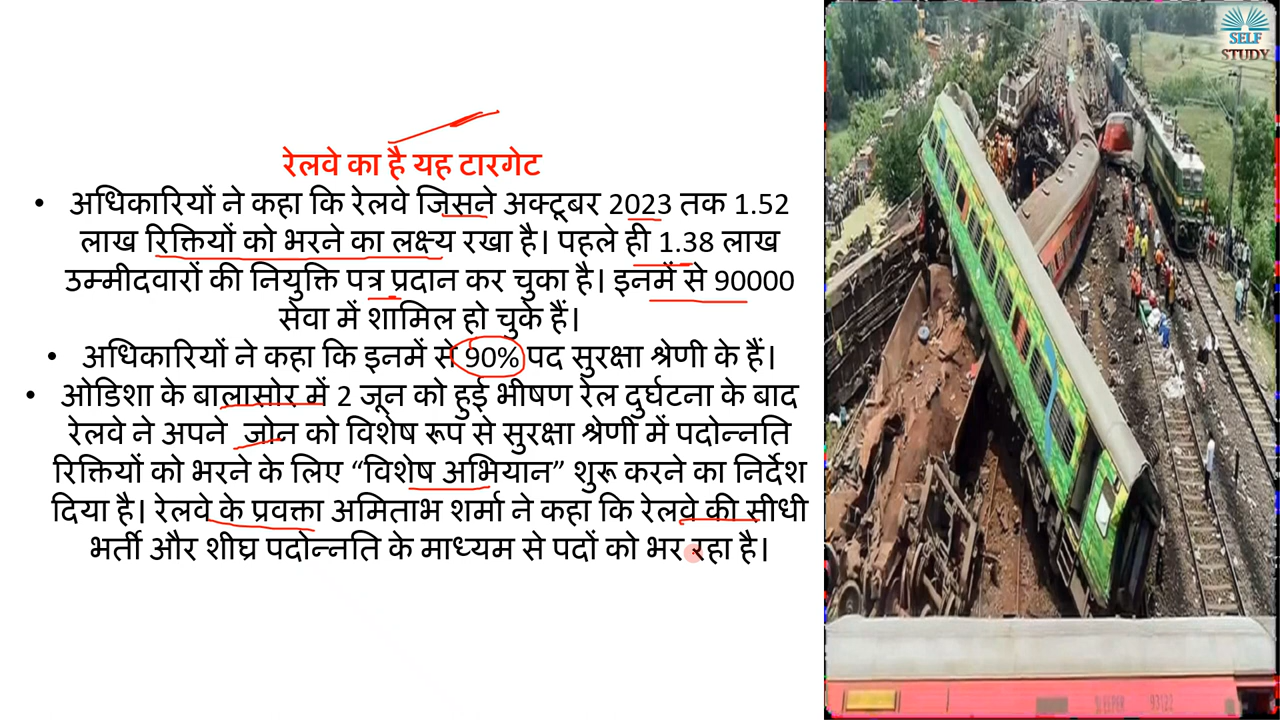 रेलवे का है यह टारगेट
• अधिकारियों ने कहा कि रेलवे जिसने अक्टूबर 2023 तक 1.52
लाख रिक्तियों को भरने का लक्ष्य रखा है। पहले ही 1.38 लाख
उम्मीदवारों की नियुक्ति पत्र प्रदान कर चुका है। इनमें से 90000
सेवा में शामिल हो चुके हैं।
• अधिकारियों ने कहा कि इनमें से 90% पद सुरक्षा श्रेणी के हैं।
• ओडिशा के बालासोर में 2 जून को हुई भीषण रेल दुर्घटना के बाद
रेलवे ने अपने जोन को विशेष रूप से सुरक्षा श्रेणी में पदोन्नति
रिक्तियों को भरने के लिए “विशेष अभियान” शुरू करने का निर्देश
दिया है। रेलवे के प्रवक्ता अमिताभ शर्मा ने कहा कि रेलवे की सीधी
भर्ती और शीघ्र पदोन्नति के माध्यम से पदों को भर रहा है।
SELF
STUDY
SLEEPER